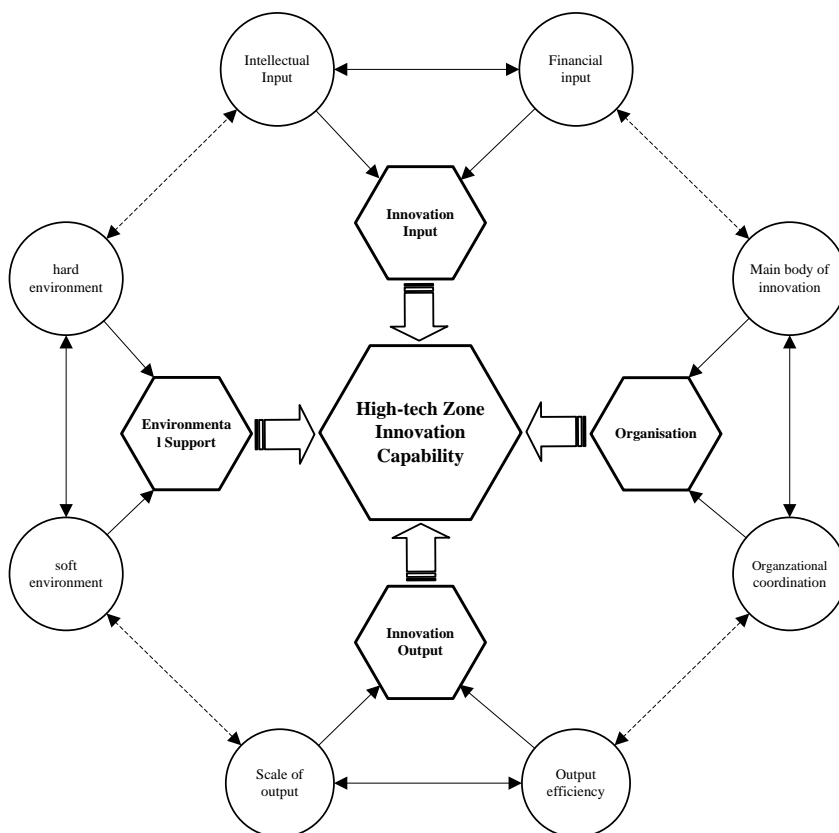 Intellectual
Input
Financial
input
Innovation
Input
hard
environment
Main body of
innovation
High-tech Zone
Innovation
Capability
Environmenta
l Support
Organisation
soft
environment
Organzational
coordination
Innovation
Output
Scale of
output
Output
efficiency